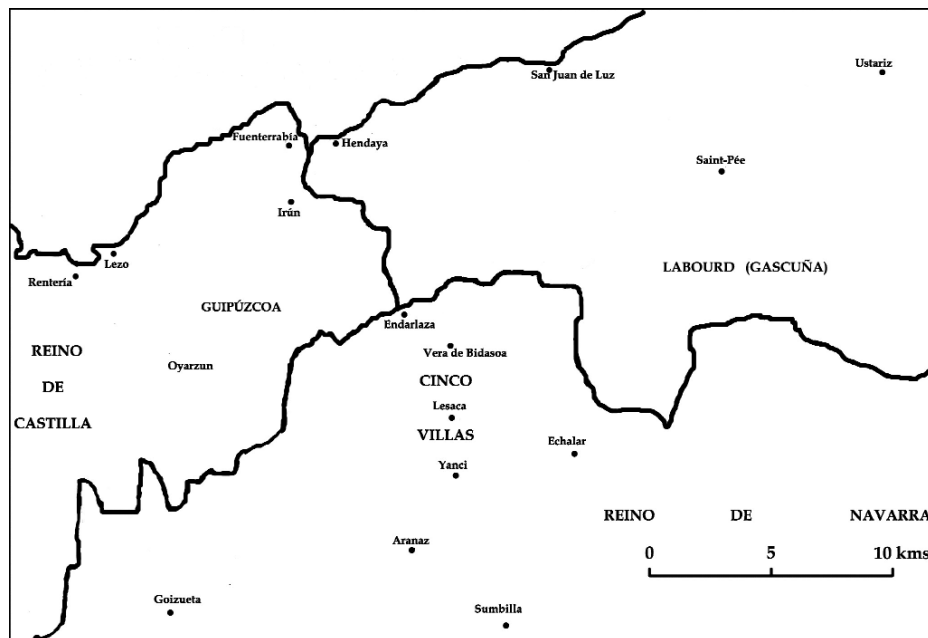 Ustariz
San Juan de Luz
Fuenterrabía
Hendaya
Saint-Pée
Irún
Lezo
Rentería
LABOURD (GASCUÑA)
GUIPÚZCOA
Endarlaza
REINO
DE
CASTILLA
Oyarzun
Vera de Bidasoa
CINCO
Lesaca
VILLAS
Echalar
Yanci
REINO DE NAVARRA
Aranaz
0 5 10 kms
Goizueta
Sumbilla